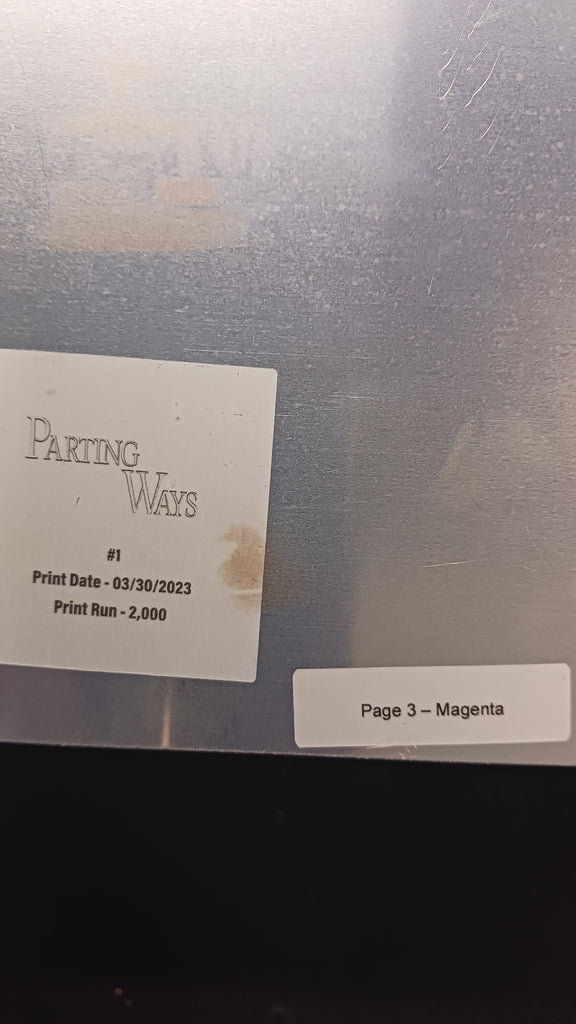 PARTING
WAYS
#1
Print Date - 03/30/2023
Print Run - 2,000
Page 3 – Magenta